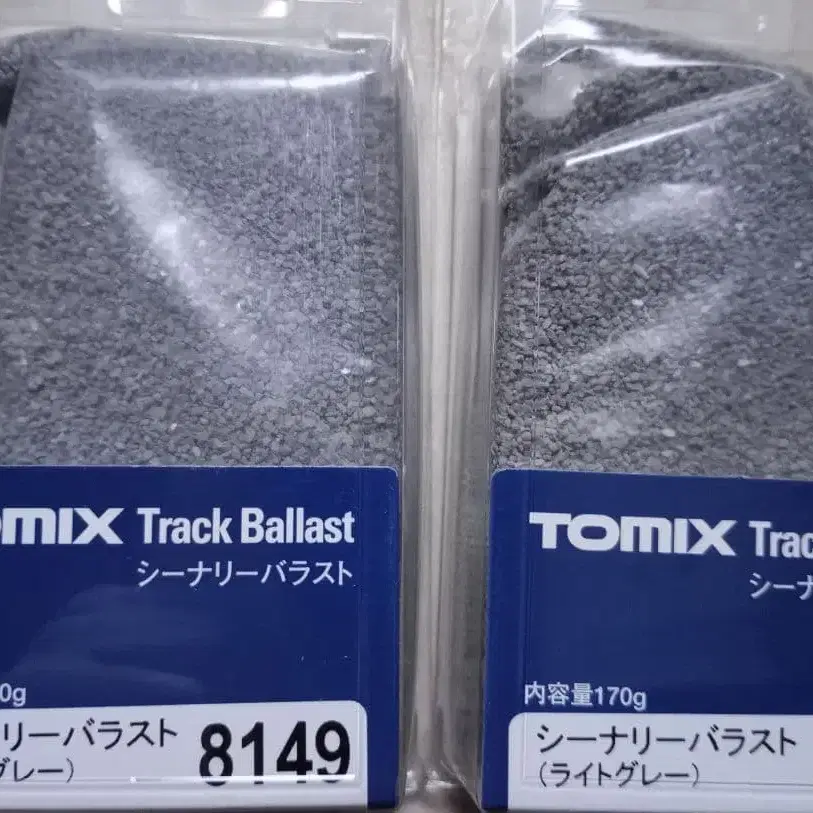 OMIX Track Ballast
シーナリーバラスト
0g
リーバラスト 8149
グレー)
TOMIX Trac
シーナ
内容量170g
シーナリーバラスト
(ライトグレー)